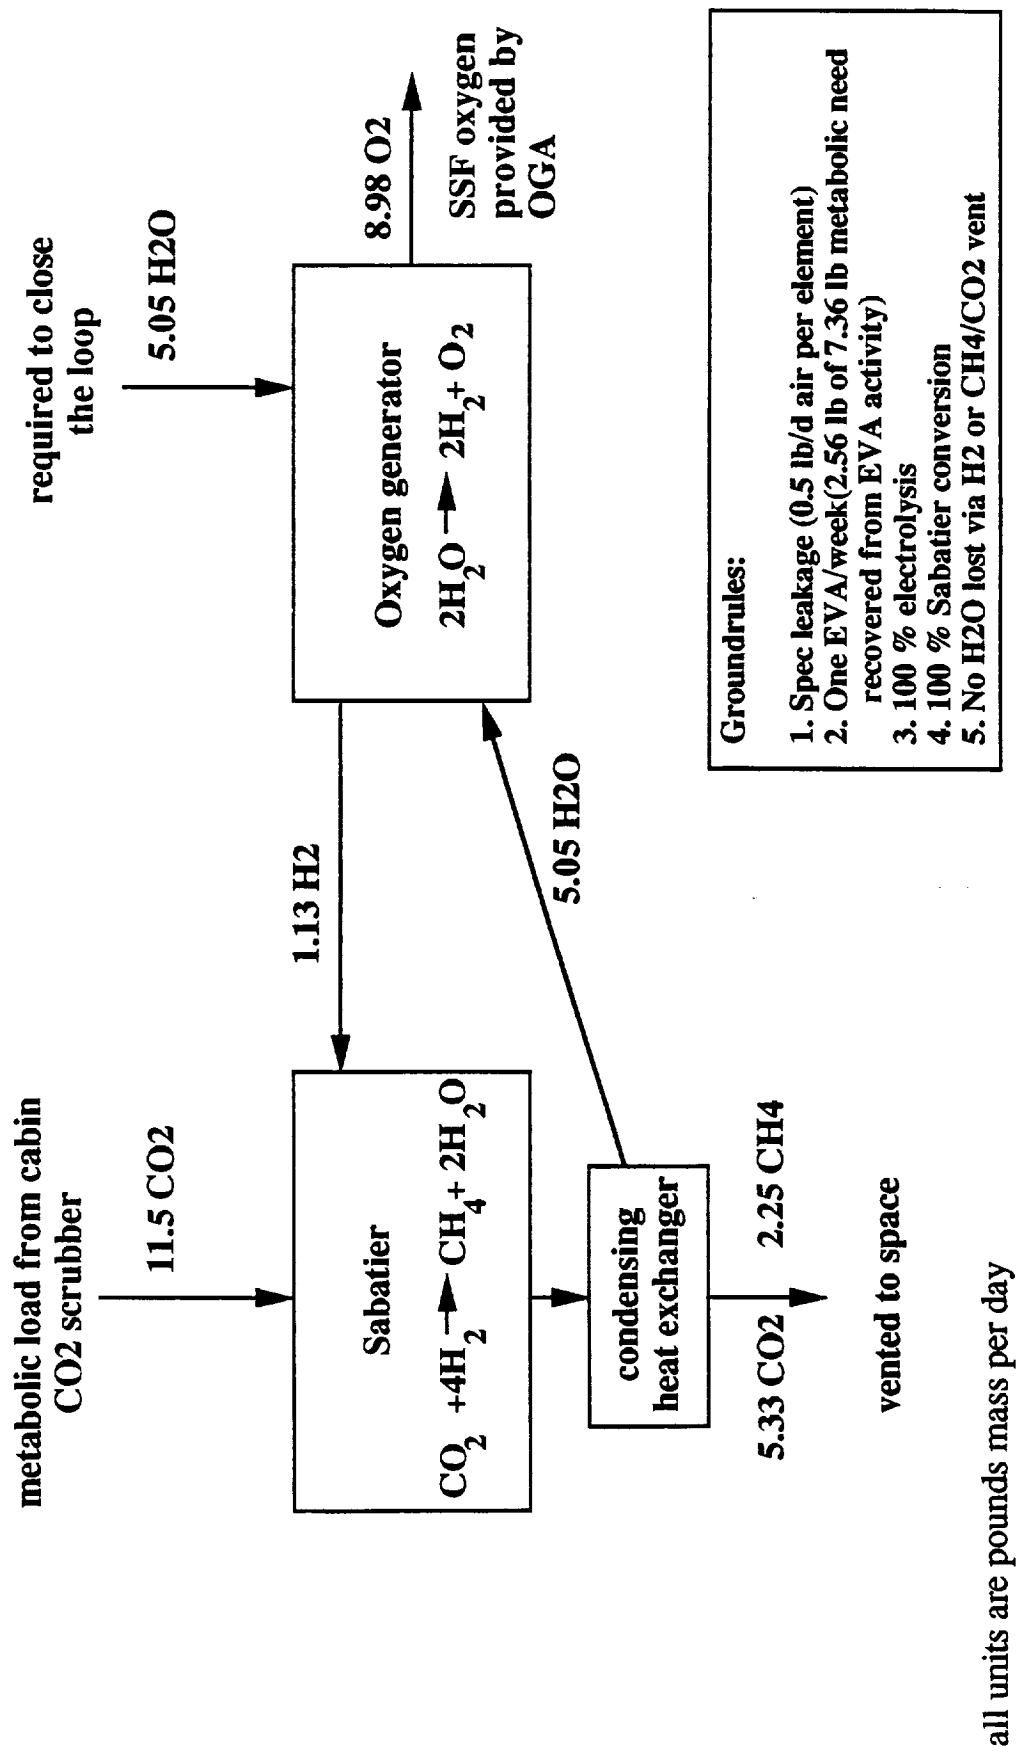 metabolic load from cabin
CO2 scrubber
11.5 CO2
required to close
the loop
5.05 H2O
Sabatier
CO2 +4H2 → CH4 + 2H2O
1.13 H2
Oxygen generator
2H2O → 2H2 + O2
8.98 O2
SSF oxygen
provided by
OGA
condensing
heat exchanger
5.05 H2O
5.33 CO2
2.25 CH4
vented to space
Groundrules:
1. Spec leakage (0.5 lb/d air per element)
2. One EVA/week(2.56 lb of 7.36 lb metabolic need
recovered from EVA activity)
3. 100 % electrolysis
4. 100 % Sabatier conversion
5. No H2O lost via H2 or CH4/CO2 vent
all units are pounds mass per day